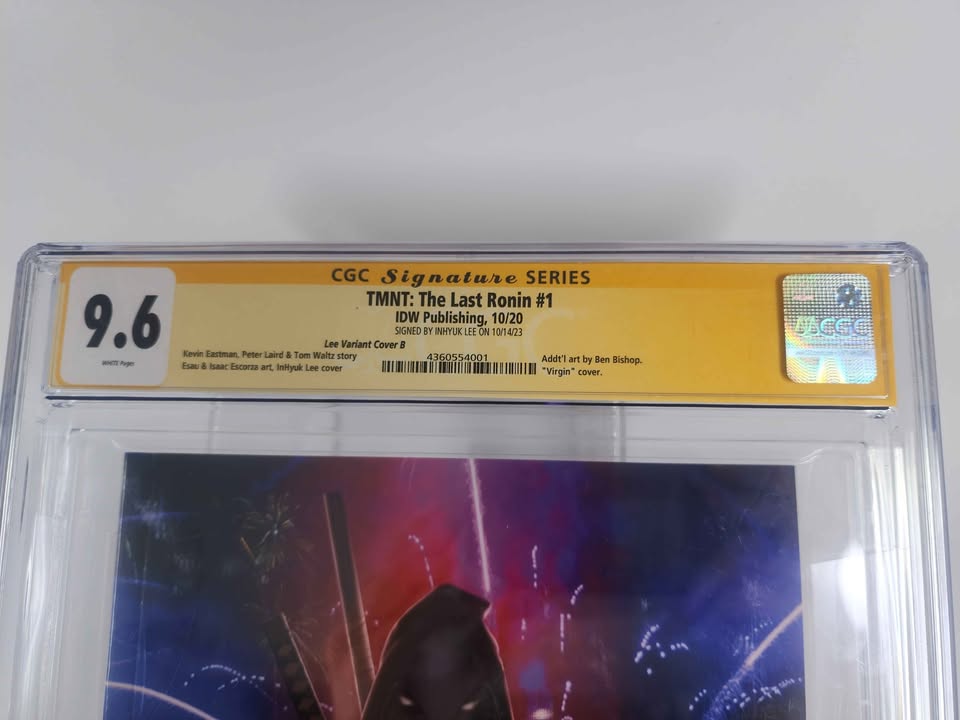 CGC Signature SERIES
9.6
WHITE Pages
TMNT: The Last Ronin #1
IDW Publishing, 10/20
SIGNED BY INHYUK LEE ON 10/14/23
Lee Variant Cover B
Kevin Eastman, Peter Laird & Tom Waltz story
Esau & Isaac Escorza art, InHyuk Lee cover
4360554001
Addt'l art by Ben Bishop.
"Virgin" cover.
CGC